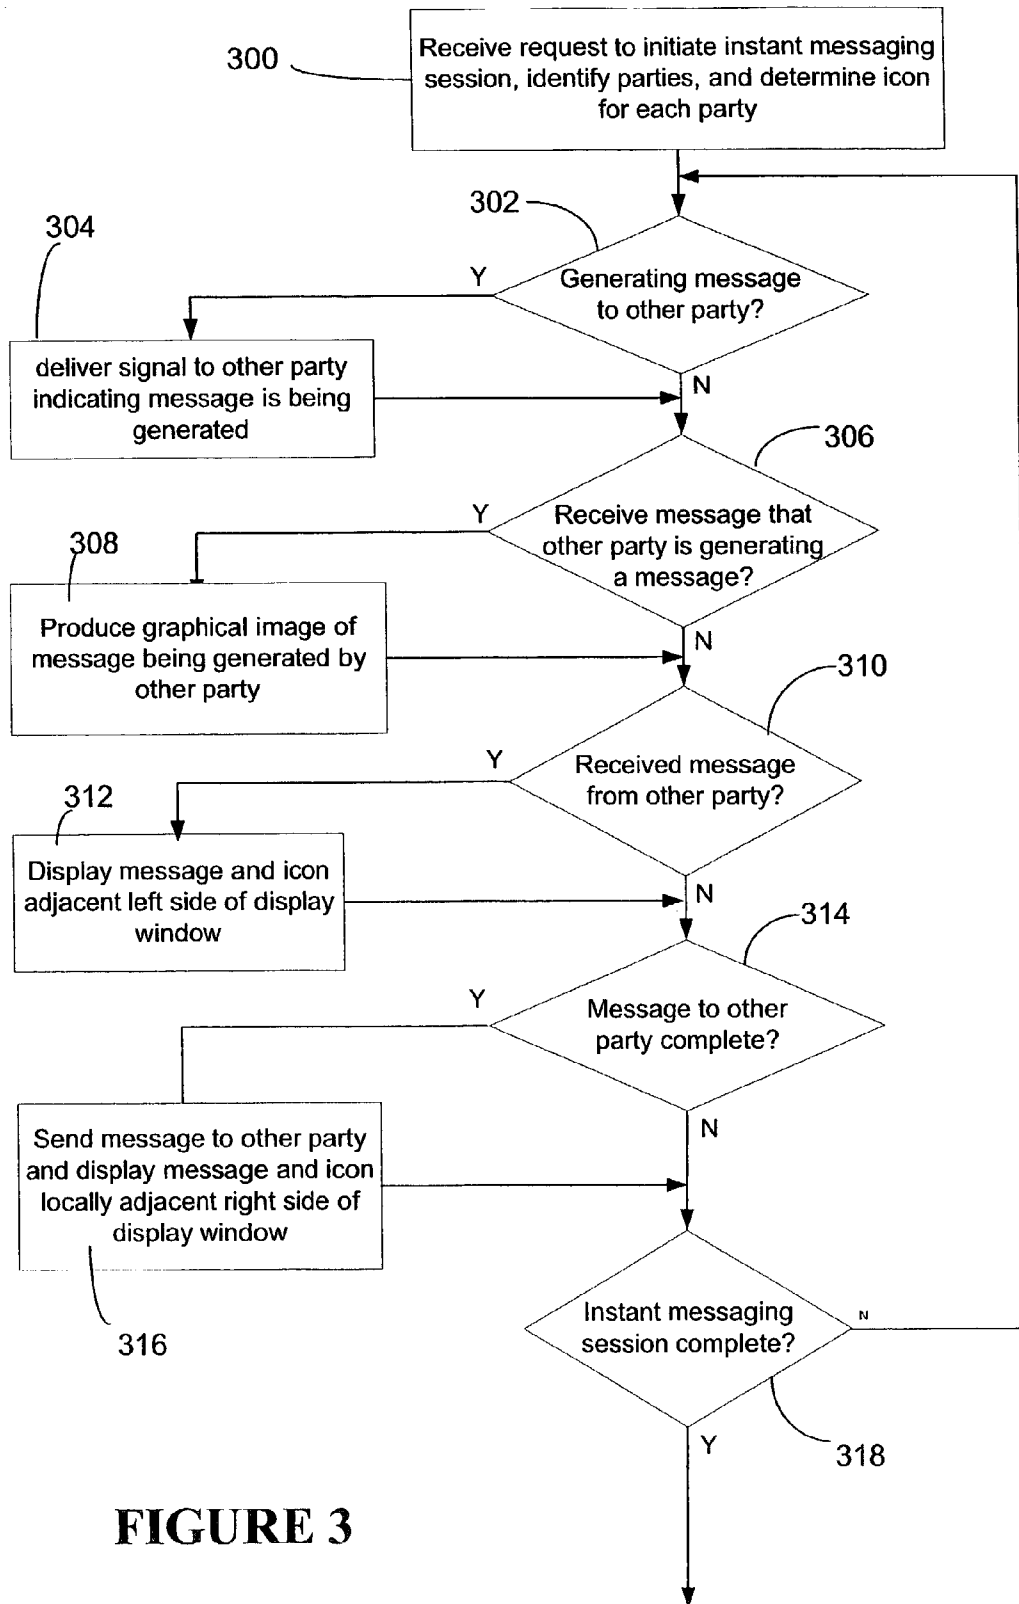 300
Receive request to initiate instant messaging
session, identify parties, and determine icon
for each party
302
304
Y
Generating message
to other party?
deliver signal to other party
indicating message is being
generated
N
306
Y
Receive message that
other party is generating
a message?
308
Produce graphical image of
message being generated by
other party
N
310
Y
Received message
from other party?
312
Display message and icon
adjacent left side of display
window
N
314
Y
Message to other
party complete?
Send message to other party
and display message and icon
locally adjacent right side of
display window
N
316
Instant messaging
session complete?
N
Y
318
FIGURE 3